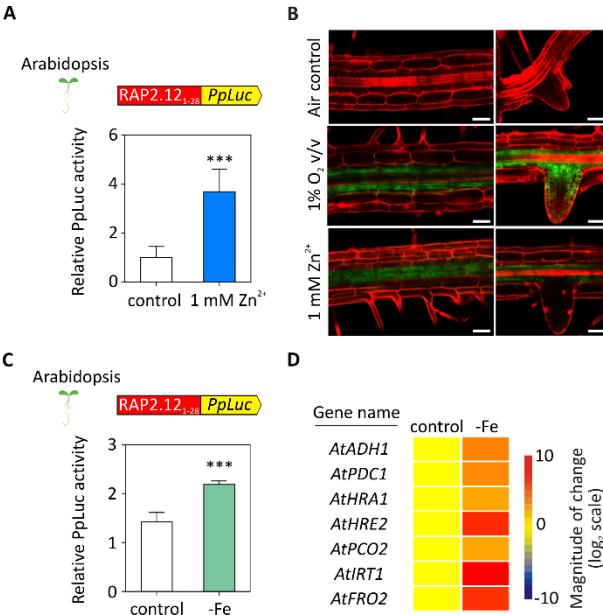 A
Arabidopsis
RAP2.12₁₋₂₈ PpLuc
Relative PpLuc activity
6
4
2
0
***
control 1 mM Zn²⁺
B
Air control
1% O₂ v/v
1 mM Zn²⁺
C
Arabidopsis
RAP2.12₁₋₂₈ PpLuc
Relative PpLuc activity
3
2
1
0
***
control -Fe
D
Gene name control -Fe
AtADH1
AtPDC1
AtHRA1
AtHRE2
AtPCO2
AtIRT1
AtFRO2
10
0
-10
Magnitude of change
(log₂ scale)